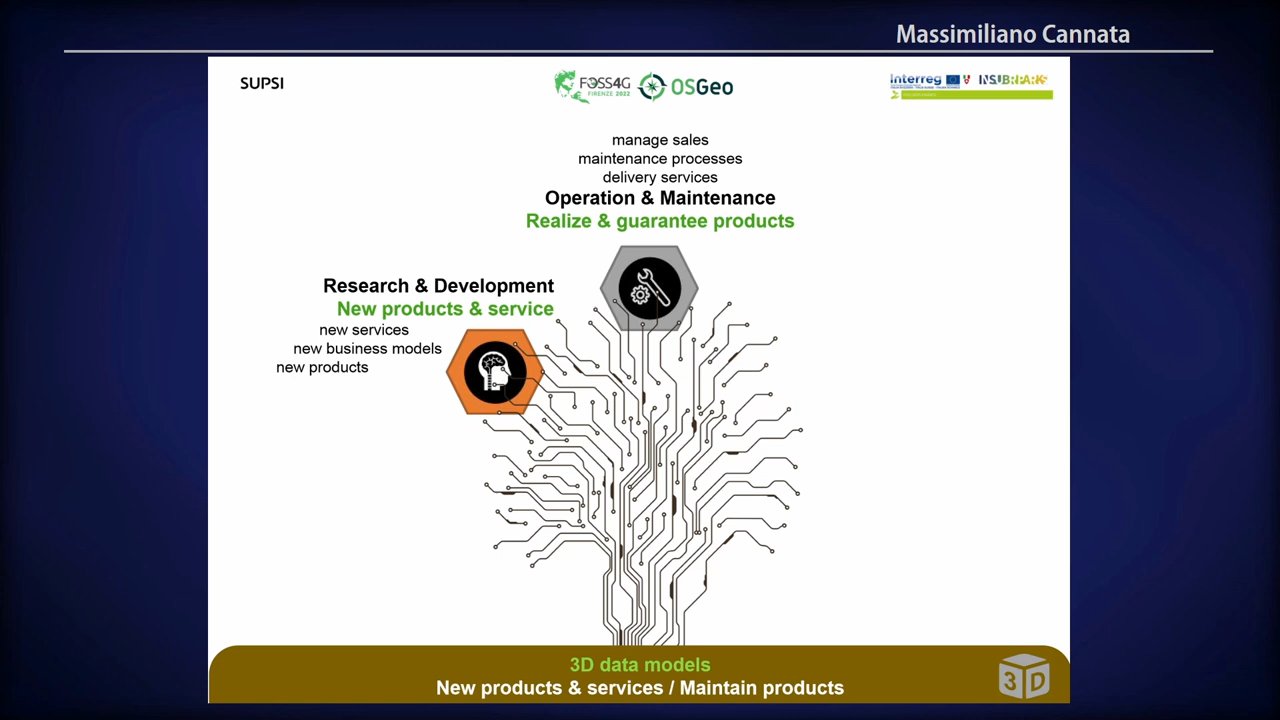 Massimiliano Cannata
SUPSI
FOSS4G
FIRENZE 2022
OSGeo
Interreg
INSUBRIPARKS
manage sales
maintenance processes
delivery services
Operation & Maintenance
Realize & guarantee products
Research & Development
New products & service
new services
new business models
new products
3D data models
New products & services / Maintain products
3D